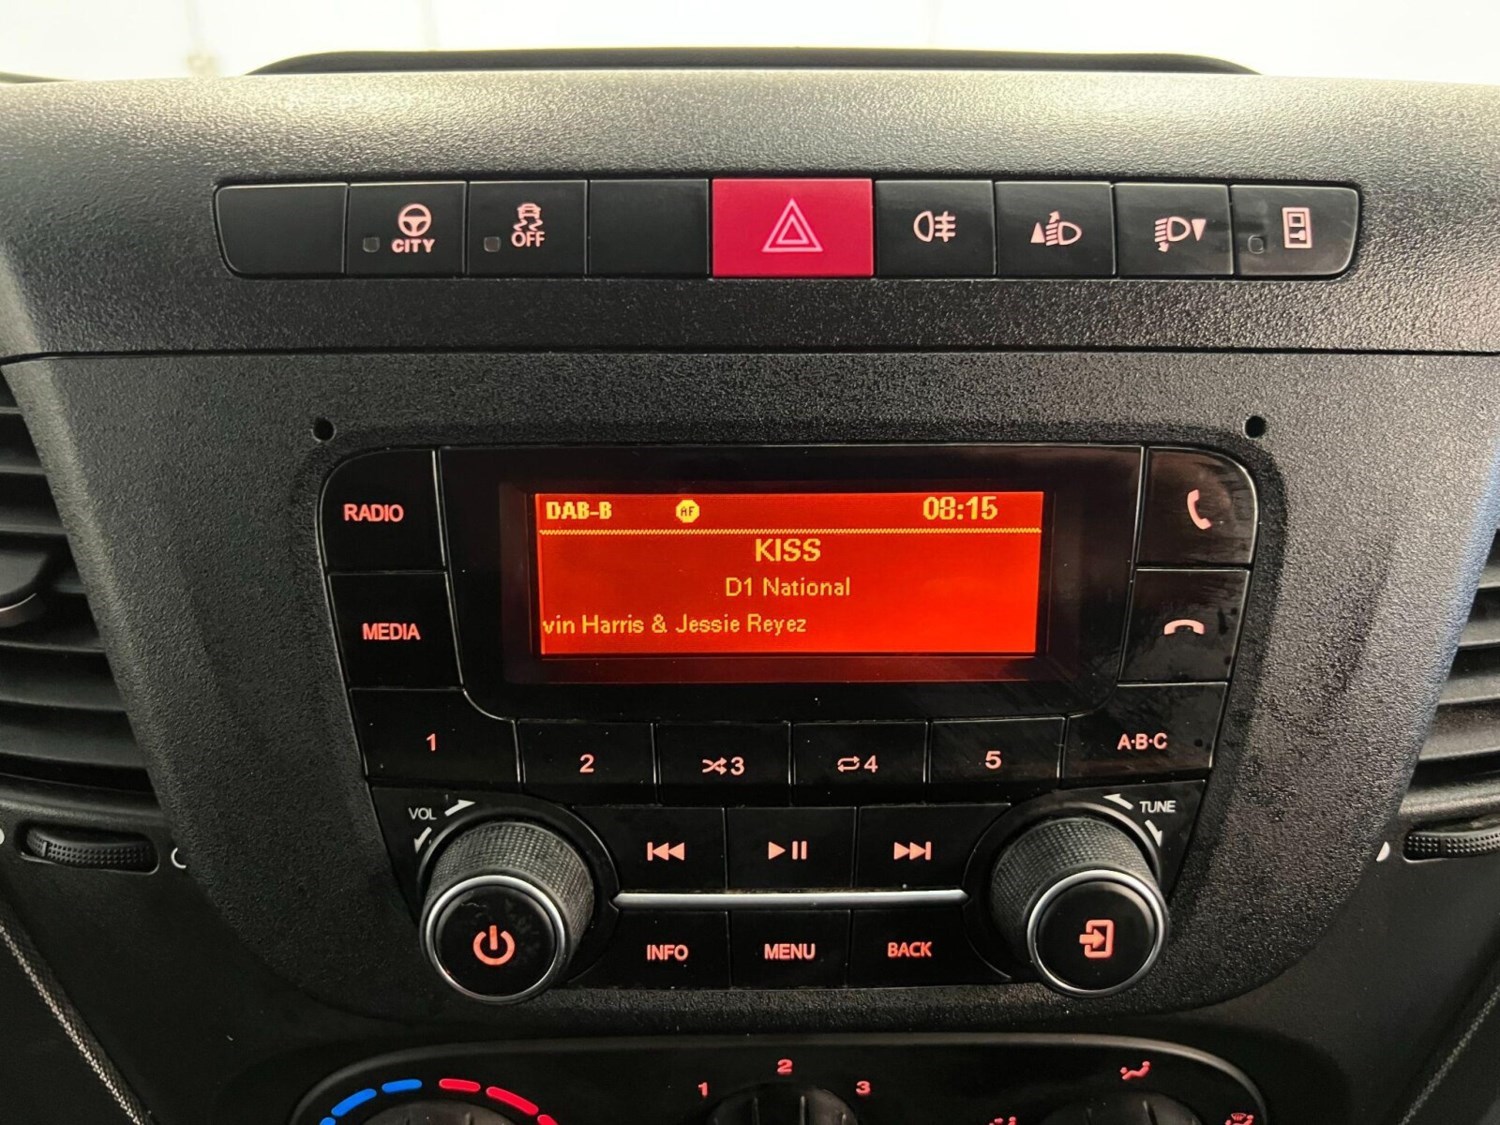 CITY
OFF
RADIO
DAB-B AF 08:15
KISS
D1 National
vin Harris & Jessie Reyez
MEDIA
1
2
3
4
5
A·B·C
VOL
TUNE
INFO
MENU
BACK
1
2
3